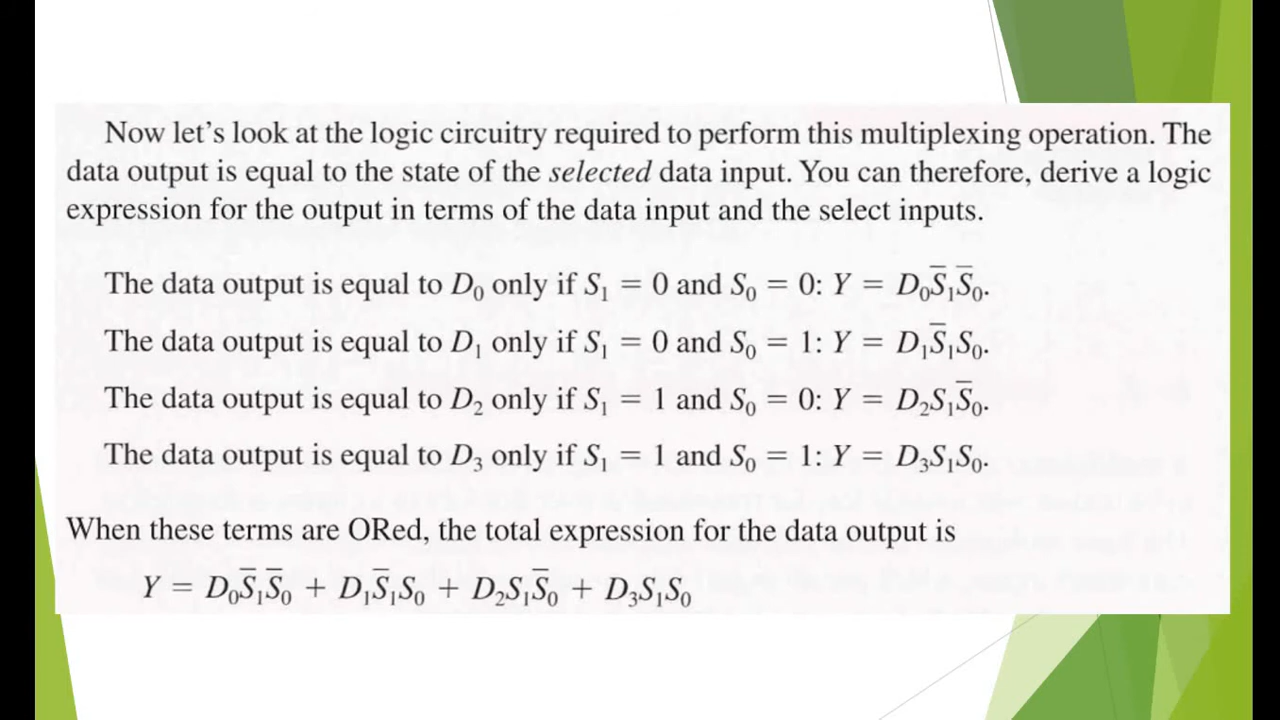 Now let's look at the logic circuitry required to perform this multiplexing operation. The
data output is equal to the state of the selected data input. You can therefore, derive a logic
expression for the output in terms of the data input and the select inputs.
The data output is equal to D₀ only if S₁ = 0 and S₀ = 0: Y = D₀S̅₁S̅₀.
The data output is equal to D₁ only if S₁ = 0 and S₀ = 1: Y = D₁S̅₁S₀.
The data output is equal to D₂ only if S₁ = 1 and S₀ = 0: Y = D₂S₁S̅₀.
The data output is equal to D₃ only if S₁ = 1 and S₀ = 1: Y = D₃S₁S₀.
When these terms are ORed, the total expression for the data output is
Y = D₀S̅₁S̅₀ + D₁S̅₁S₀ + D₂S₁S̅₀ + D₃S₁S₀